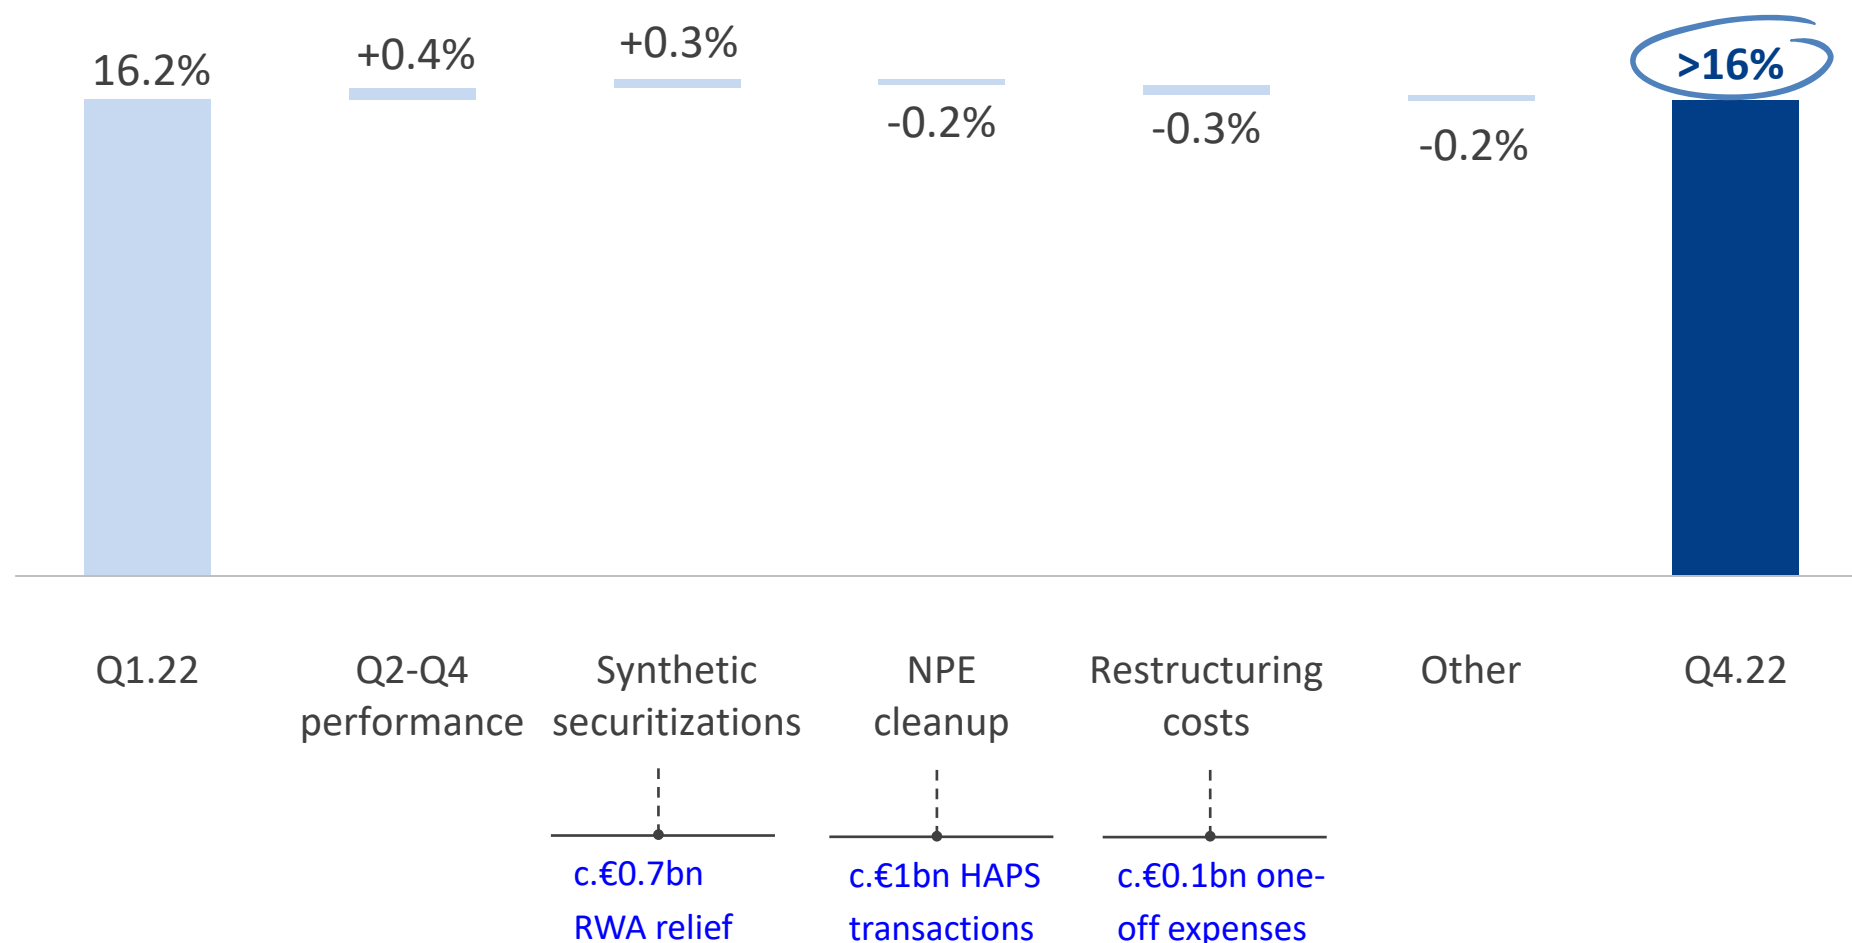 16.2%
+0.4%
+0.3%
-0.2%
-0.3%
-0.2%
>16%
Q1.22
Q2-Q4
performance
Synthetic
securitizations
NPE
cleanup
Restructuring
costs
Other
Q4.22
c.€0.7bn
RWA relief
c.€1bn HAPS
transactions
c.€0.1bn one-
off expenses